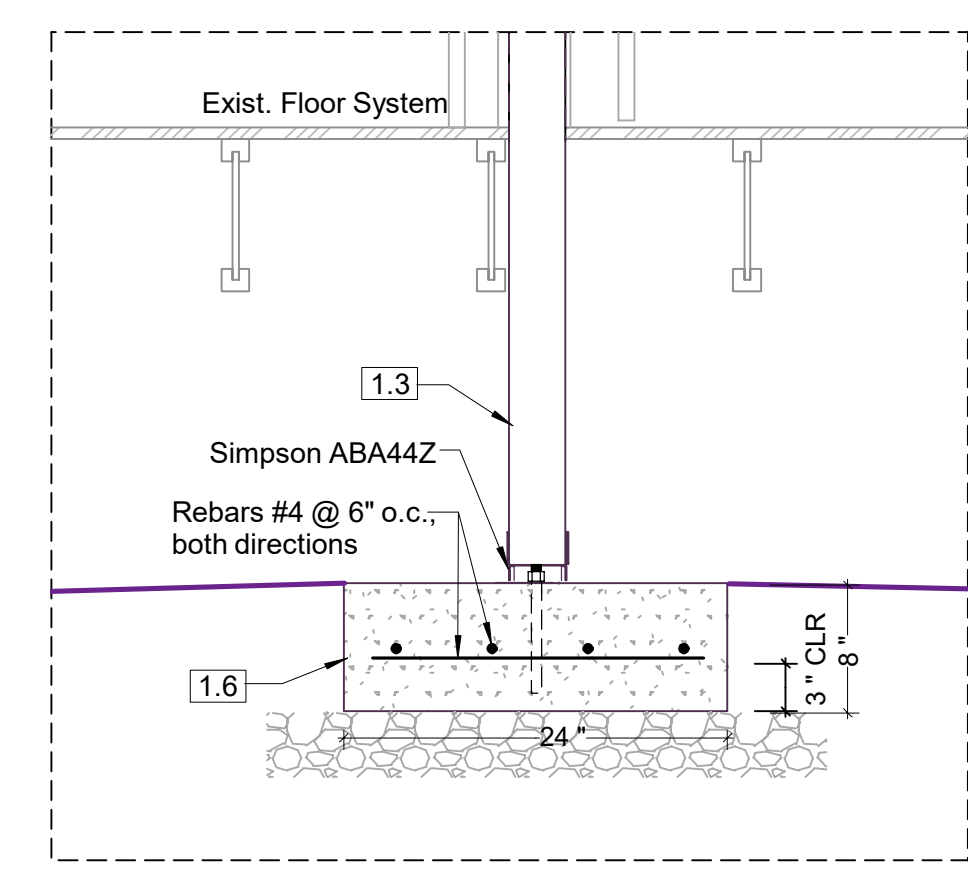 Exist. Floor System
1.3
Simpson ABA44Z
Rebars #4 @ 6" o.c.,
both directions
1.6
3 " CLR
8 "
24 "